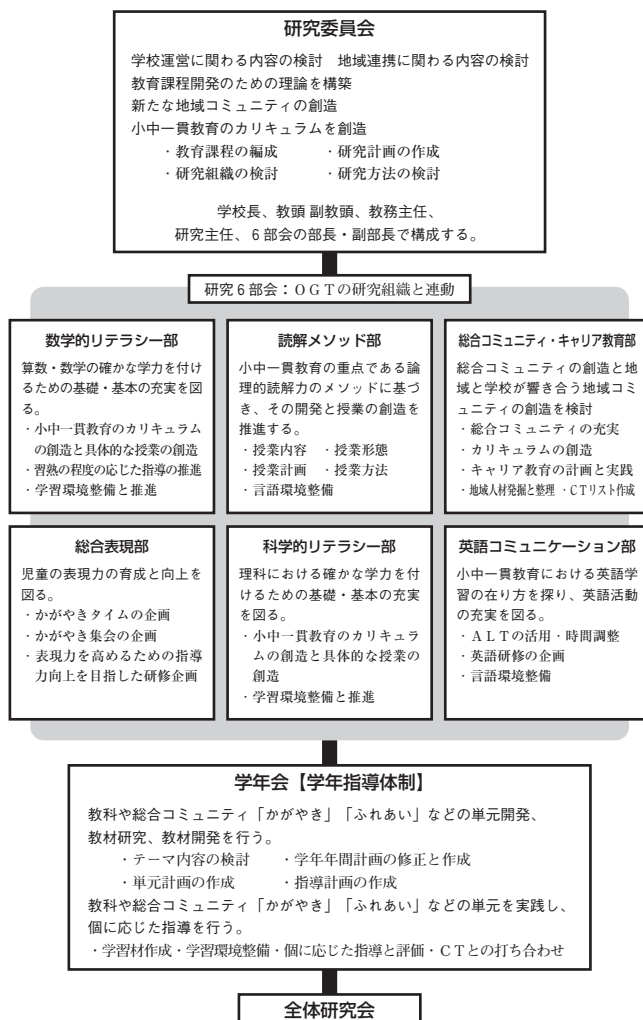 研究委員会
学校運営に関わる内容の検討　地域連携に関わる内容の検討
教育課程開発のための理論を構築
新たな地域コミュニティの創造
小中一貫教育のカリキュラムを創造
・教育課程の編成　・研究計画の作成
・研究組織の検討　・研究方法の検討
学校長、教頭 副教頭、教務主任、
研究主任、6部会の部長・副部長で構成する。
研究6部会：OGTの研究組織と連動
数学的リテラシー部
算数・数学の確かな学力を付け
るための基礎・基本の充実を図
る。
・小中一貫教育のカリキュラム
の創造と具体的な授業の創造
・習熟の程度の応じた指導の推進
・学習環境整備と推進
読解メソッド部
小中一貫教育の重点である論
理的読解力のメソッドに基づ
き、その開発と授業の創造を
推進する。
・授業内容　・授業形態
・授業計画　・授業方法
・言語環境整備
総合コミュニティ・キャリア教育部
総合コミュニティの創造と地
域と学校が響き合う地域コミ
ュニティの創造を検討
・総合コミュニティの充実
・カリキュラムの創造
・キャリア教育の計画と実践
・地域人材発掘と整理　・CTリスト作成
総合表現部
児童の表現力の育成と向上を
図る。
・かがやきタイムの企画
・かがやき集会の企画
・表現力を高めるための指導
力向上を目指した研修企画
科学的リテラシー部
理科における確かな学力を付
けるための基礎・基本の充実
を図る。
・小中一貫教育のカリキュラ
ムの創造と具体的な授業の
創造
・学習環境整備と推進
英語コミュニケーション部
小中一貫教育における英語学
習の在り方を探り、英語活動
の充実を図る。
・ALTの活用・時間調整
・英語研修の企画
・言語環境整備
学年会【学年指導体制】
教科や総合コミュニティ「かがやき」「ふれあい」などの単元開発、
教材研究、教材開発を行う。
・テーマ内容の検討　・学年年間計画の修正と作成
・単元計画の作成　・指導計画の作成
教科や総合コミュニティ「かがやき」「ふれあい」などの単元を実践し、
個に応じた指導を行う。
・学習材作成・学習環境整備・個に応じた指導と評価・CTとの打ち合わせ
全体研究会